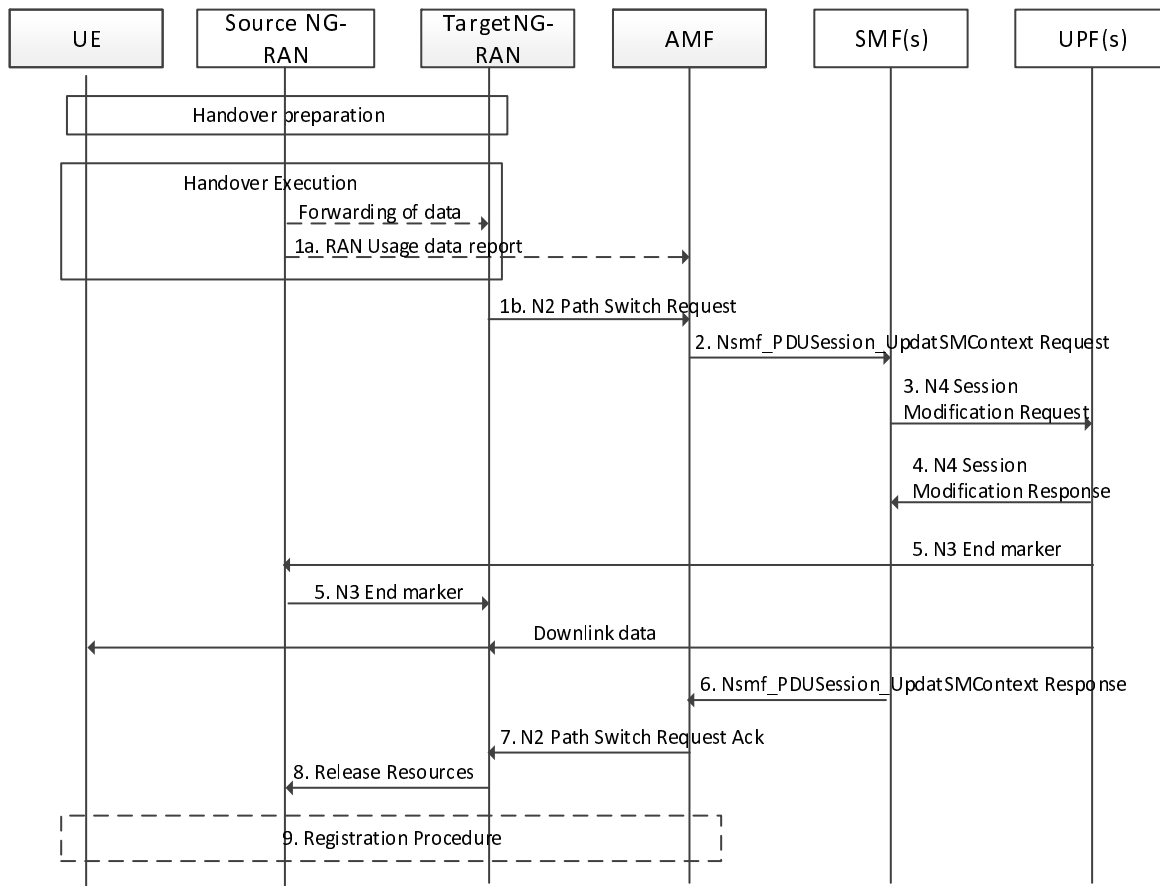 UE
Source NG-
RAN
TargetNG-
RAN
AMF
SMF(s)
UPF(s)
Handover preparation
Handover Execution
Forwarding of data
1a. RAN Usage data report
1b. N2 Path Switch Request
2. Nsmf_PDUSession_UpdatSMContext Request
3. N4 Session
Modification Request
4. N4 Session
Modification Response
5. N3 End marker
5. N3 End marker
Downlink data
6. Nsmf_PDUSession_UpdatSMContext Response
7. N2 Path Switch Request Ack
8. Release Resources
9. Registration Procedure